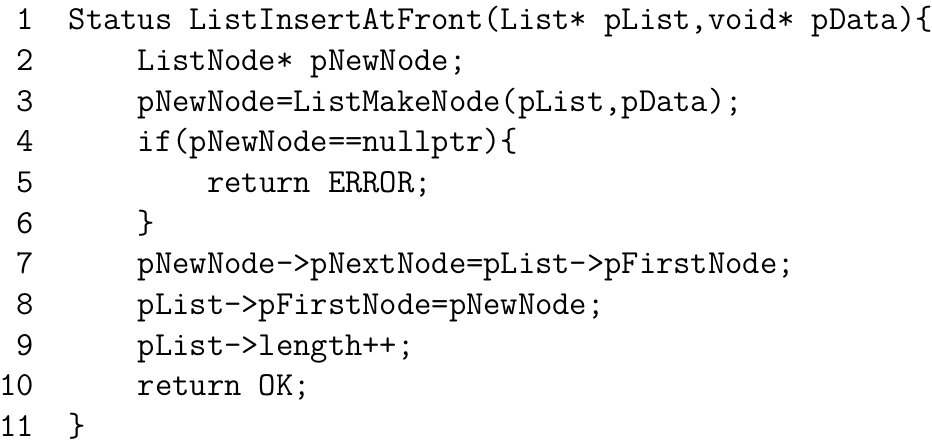 1 Status ListInsertAtFront(List* pList,void* pData){
2     ListNode* pNewNode;
3     pNewNode=ListMakeNode(pList,pData);
4     if(pNewNode==nullptr){
5         return ERROR;
6     }
7     pNewNode->pNextNode=pList->pFirstNode;
8     pList->pFirstNode=pNewNode;
9     pList->length++;
10     return OK;
11 }